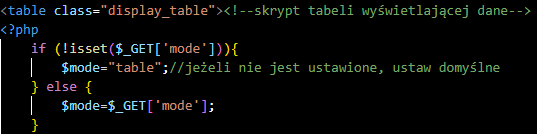 <table class="display_table"><!--skrypt tabeli wyświetlającej dane-->
<?php
    if (!isset($_GET['mode'])){
        $mode="table";//jeżeli nie jest ustawione, ustaw domyślne
    } else {
        $mode=$_GET['mode'];
    }